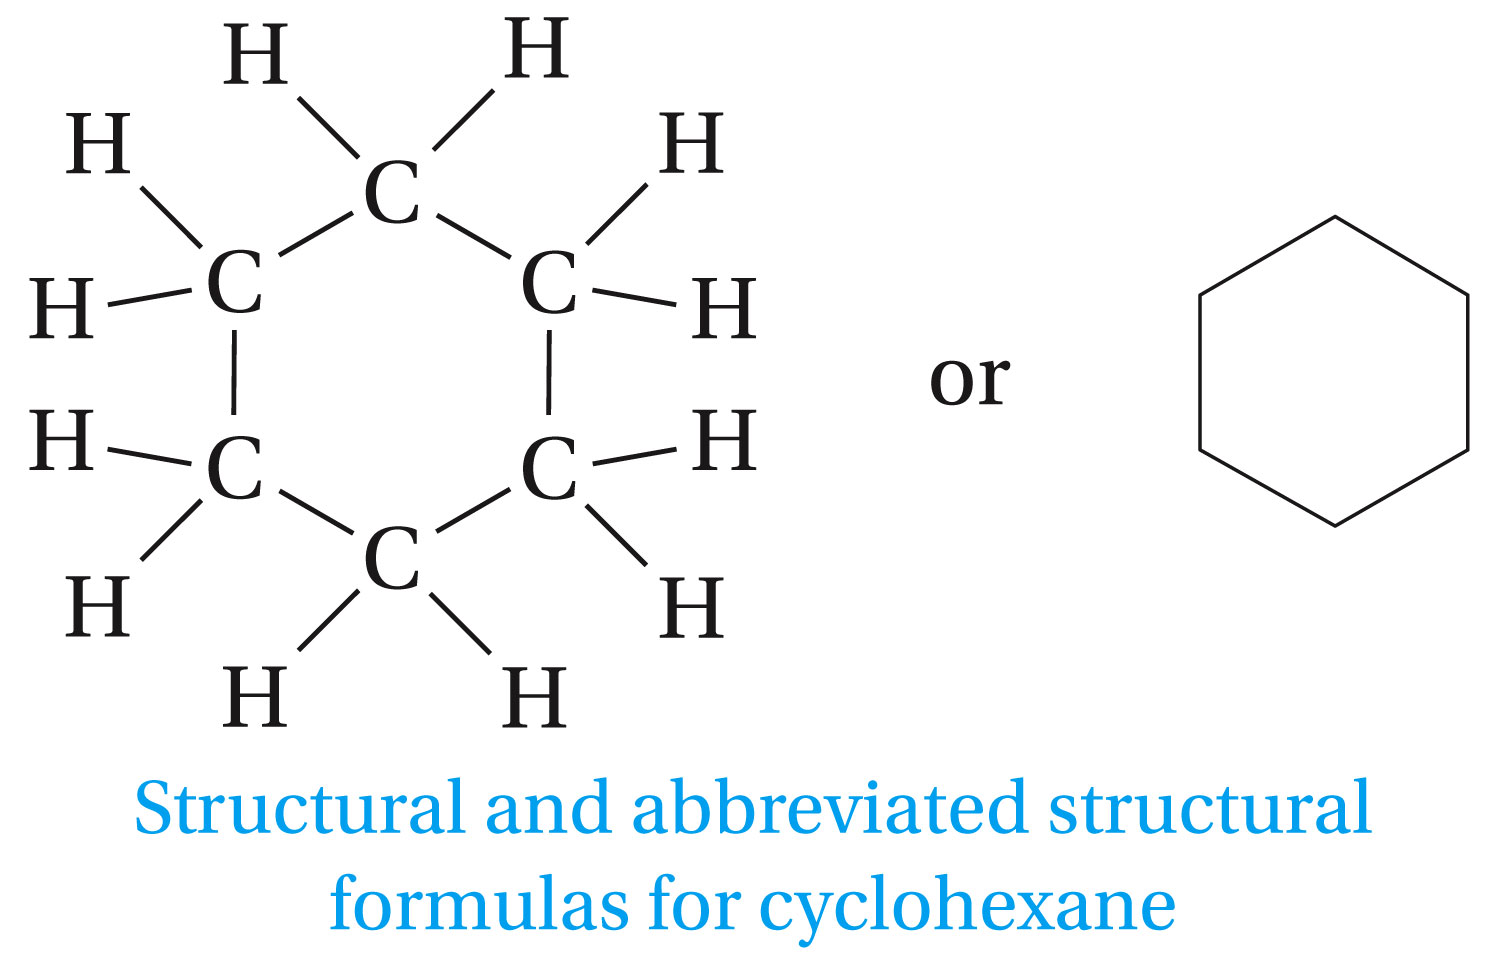 H H
H C H
C C
H H
or
H H
C C
C
H H
H H
Structural and abbreviated structural
formulas for cyclohexane